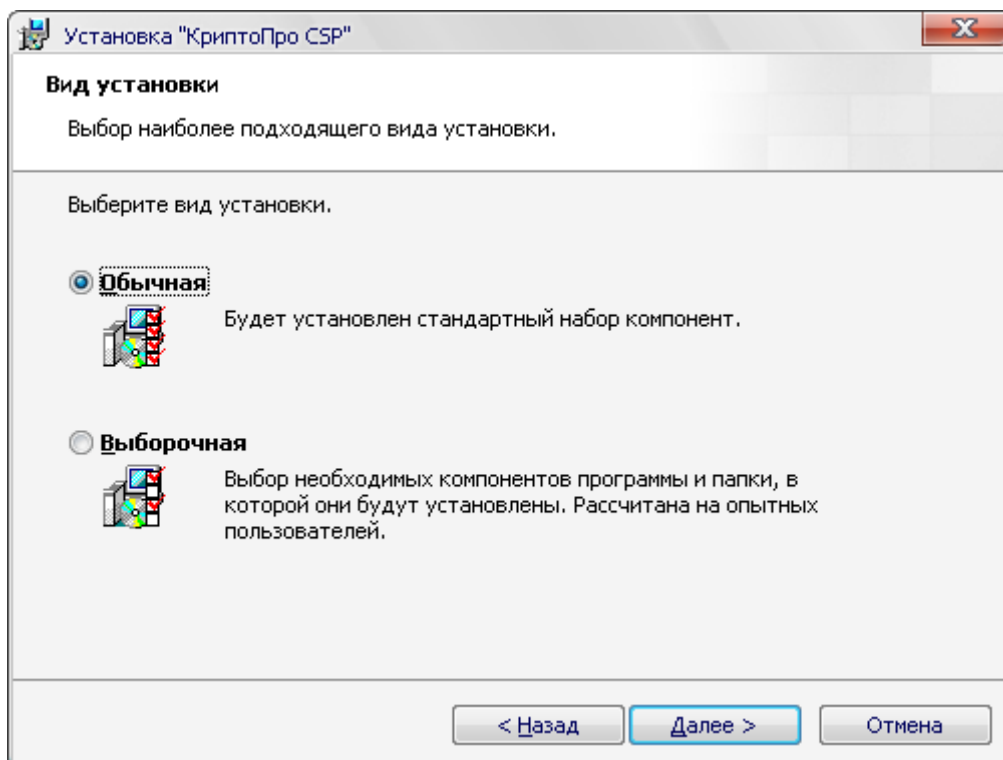 Установка "КриптоПро CSP"
Вид установки
Выбор наиболее подходящего вида установки.
Выберите вид установки.
Обычная
Будет установлен стандартный набор компонент.
Выборочная
Выбор необходимых компонентов программы и папки, в
которой они будут установлены. Рассчитана на опытных
пользователей.
< Назад
Далее >
Отмена